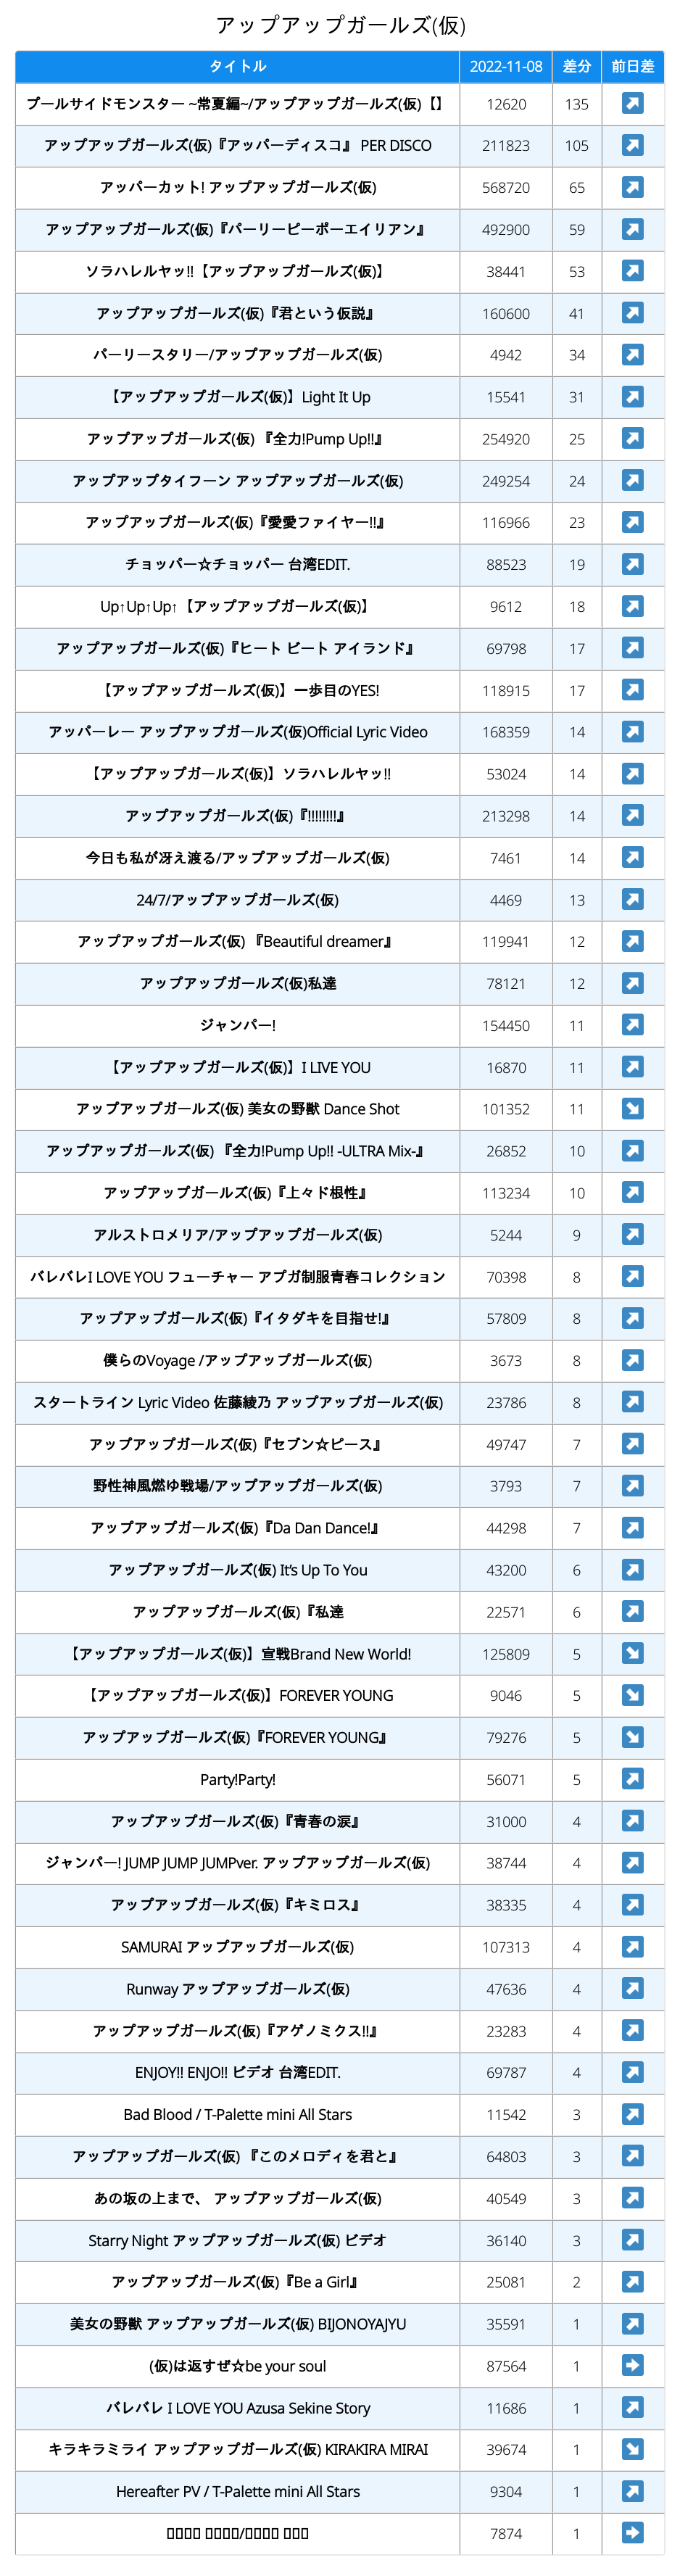 アップアップガールズ(仮)
タイトル 2022-11-08 差分 前日差
プールサイドモンスター ~常夏編~/アップアップガールズ(仮)【】 12620 135
アップアップガールズ(仮)『アッパーディスコ』 PER DISCO 211823 105
アッパーカット! アップアップガールズ(仮) 568720 65
アップアップガールズ(仮)『パーリーピーポーエイリアン』 492900 59
ソラハレルヤッ!!【アップアップガールズ(仮)】 38441 53
アップアップガールズ(仮)『君という仮説』 160600 41
パーリースタリー/アップアップガールズ(仮) 4942 34
【アップアップガールズ(仮)】Light It Up 15541 31
アップアップガールズ(仮) 『全力!Pump Up!!』 254920 25
アップアップタイフーン アップアップガールズ(仮) 249254 24
アップアップガールズ(仮)『愛愛ファイヤー!!』 116966 23
チョッパー☆チョッパー 台湾EDIT. 88523 19
Up↑Up↑Up↑【アップアップガールズ(仮)】 9612 18
アップアップガールズ(仮)『ヒート ビート アイランド』 69798 17
【アップアップガールズ(仮)】一歩目のYES! 118915 17
アッパーレー アップアップガールズ(仮)Official Lyric Video 168359 14
【アップアップガールズ(仮)】ソラハレルヤッ!! 53024 14
アップアップガールズ(仮)『!!!!!!!!』 213298 14
今日も私が冴え渡る/アップアップガールズ(仮) 7461 14
24/7/アップアップガールズ(仮) 4469 13
アップアップガールズ(仮) 『Beautiful dreamer』 119941 12
アップアップガールズ(仮)私達 78121 12
ジャンパー! 154450 11
【アップアップガールズ(仮)】I LIVE YOU 16870 11
アップアップガールズ(仮) 美女の野獣 Dance Shot 101352 11
アップアップガールズ(仮) 『全力!Pump Up!! -ULTRA Mix-』 26852 10
アップアップガールズ(仮)『上々ド根性』 113234 10
アルストロメリア/アップアップガールズ(仮) 5244 9
バレバレI LOVE YOU フューチャー アプガ制服青春コレクション 70398 8
アップアップガールズ(仮)『イタダキを目指せ!』 57809 8
僕らのVoyage /アップアップガールズ(仮) 3673 8
スタートライン Lyric Video 佐藤綾乃 アップアップガールズ(仮) 23786 8
アップアップガールズ(仮)『セブン☆ピース』 49747 7
野性神風燃ゆ戦場/アップアップガールズ(仮) 3793 7
アップアップガールズ(仮)『Da Dan Dance!』 44298 7
アップアップガールズ(仮) It's Up To You 43200 6
アップアップガールズ(仮)『私達 22571 6
【アップアップガールズ(仮)】宣戦Brand New World! 125809 5
【アップアップガールズ(仮)】FOREVER YOUNG 9046 5
アップアップガールズ(仮)『FOREVER YOUNG』 79276 5
Party!Party! 56071 5
アップアップガールズ(仮)『青春の涙』 31000 4
ジャンパー! JUMP JUMP JUMPver. アップアップガールズ(仮) 38744 4
アップアップガールズ(仮)『キミロス』 38335 4
SAMURAI アップアップガールズ(仮) 107313 4
Runway アップアップガールズ(仮) 47636 4
アップアップガールズ(仮)『アゲノミクス!!』 23283 4
ENJOY!! ENJO!! ビデオ 台湾EDIT. 69787 4
Bad Blood / T-Palette mini All Stars 11542 3
アップアップガールズ(仮) 『このメロディを君と』 64803 3
あの坂の上まで、 アップアップガールズ(仮) 40549 3
Starry Night アップアップガールズ(仮) ビデオ 36140 3
アップアップガールズ(仮)『Be a Girl』 25081 2
美女の野獣 アップアップガールズ(仮) BIJONOYAJYU 35591 1
(仮)は返すぜ☆be your soul 87564 1
バレバレ I LOVE YOU Azusa Sekine Story 11686 1
キラキラミライ アップアップガールズ(仮) KIRAKIRA MIRAI 39674 1
Hereafter PV / T-Palette mini All Stars 9304 1
7874 1